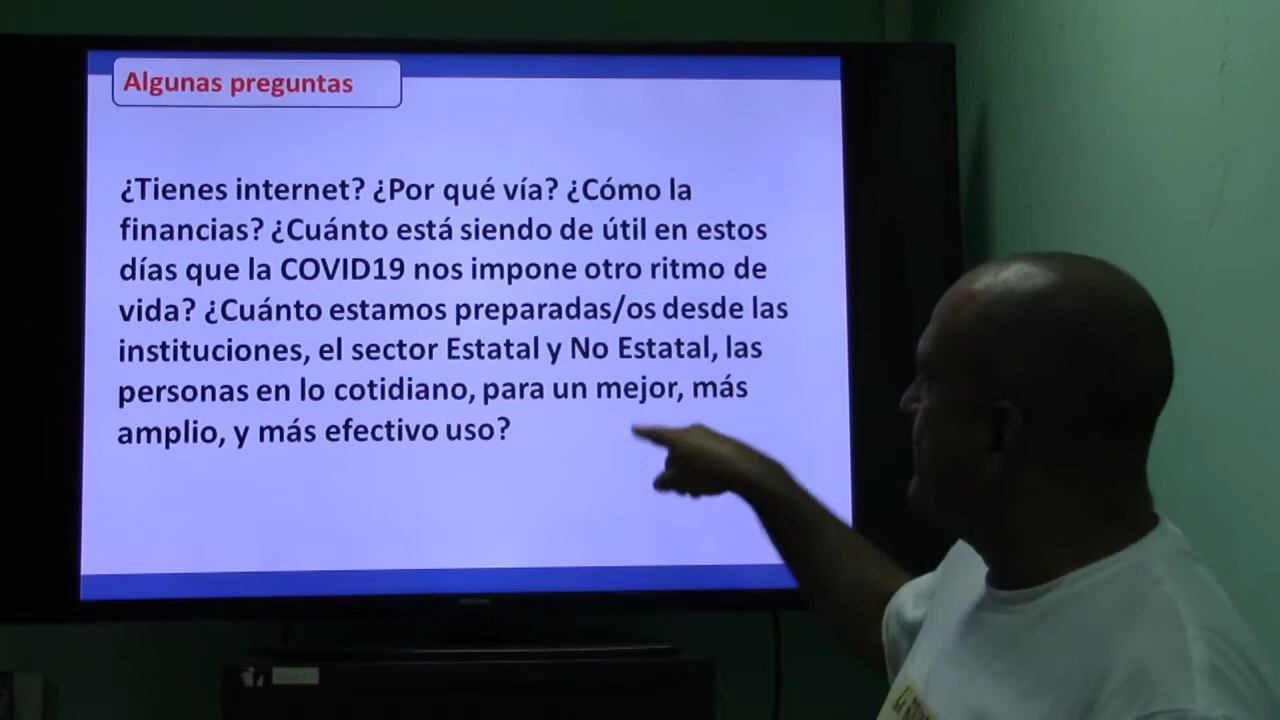 Algunas preguntas
¿Tienes internet? ¿Por qué vía? ¿Cómo la
financias? ¿Cuánto está siendo de útil en estos
días que la COVID19 nos impone otro ritmo de
vida? ¿Cuánto estamos preparadas/os desde las
instituciones, el sector Estatal y No Estatal, las
personas en lo cotidiano, para un mejor, más
amplio, y más efectivo uso?